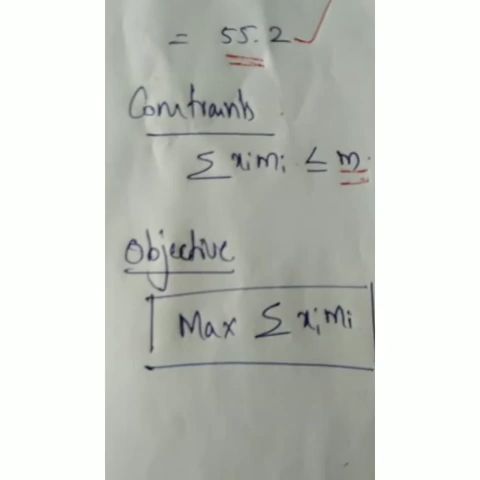 = 55.2
Constraints
∑ ximi ≤ m.
Objective
Max ∑ ximi